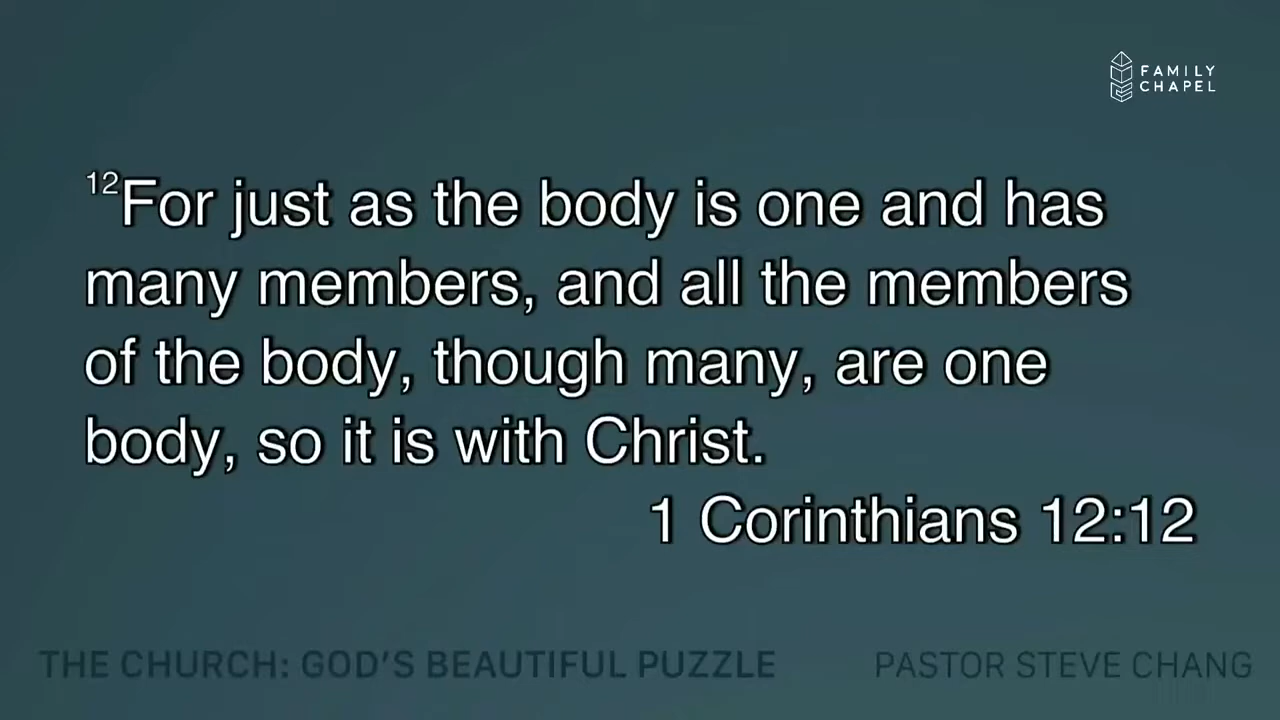 FAMILY
CHAPEL
12For just as the body is one and has
many members, and all the members
of the body, though many, are one
body, so it is with Christ.
1 Corinthians 12:12
THE CHURCH: GOD'S BEAUTIFUL PUZZLE
PASTOR STEVE CHANG